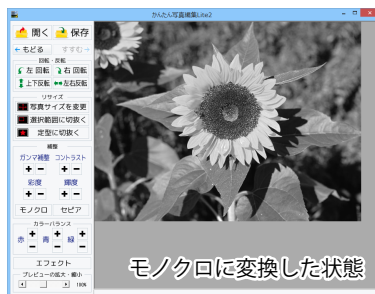 かんたん写真編集Lite2
開く 保存
←もどる すすむ→
回転・反転
左 回転 右 回転
上下反転 左右反転
リサイズ
写真サイズを変更
選択範囲に切抜く
定型に切抜く
補整
ガンマ補整 コントラスト
+ − + −
彩度 輝度
+ − + −
モノクロ セピア
カラーバランス
赤 + − 青 + − 緑 + −
エフェクト
プレビューの拡大・縮小
100%
モノクロに変換した状態